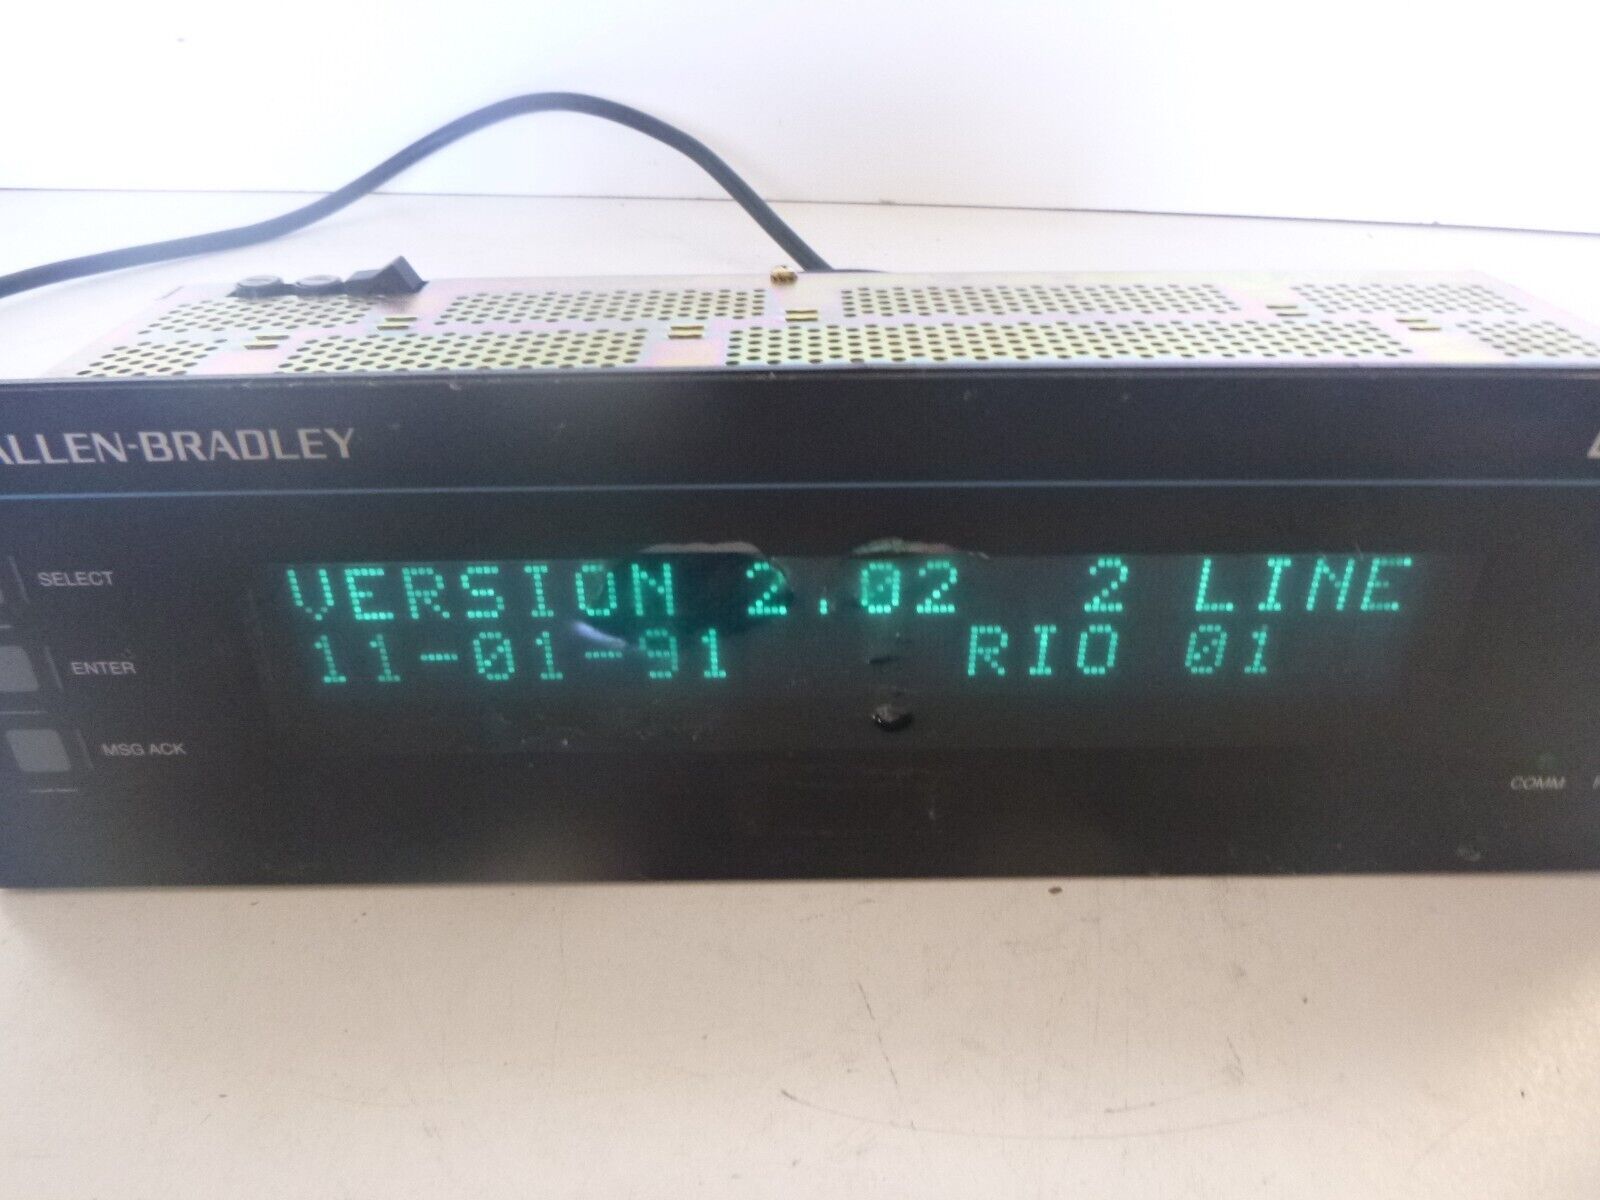 ALLEN-BRADLEY
SELECT
ENTER
MSG ACK
VERSION 2.02 2 LINE
11-01-91 RIO 01
COMM